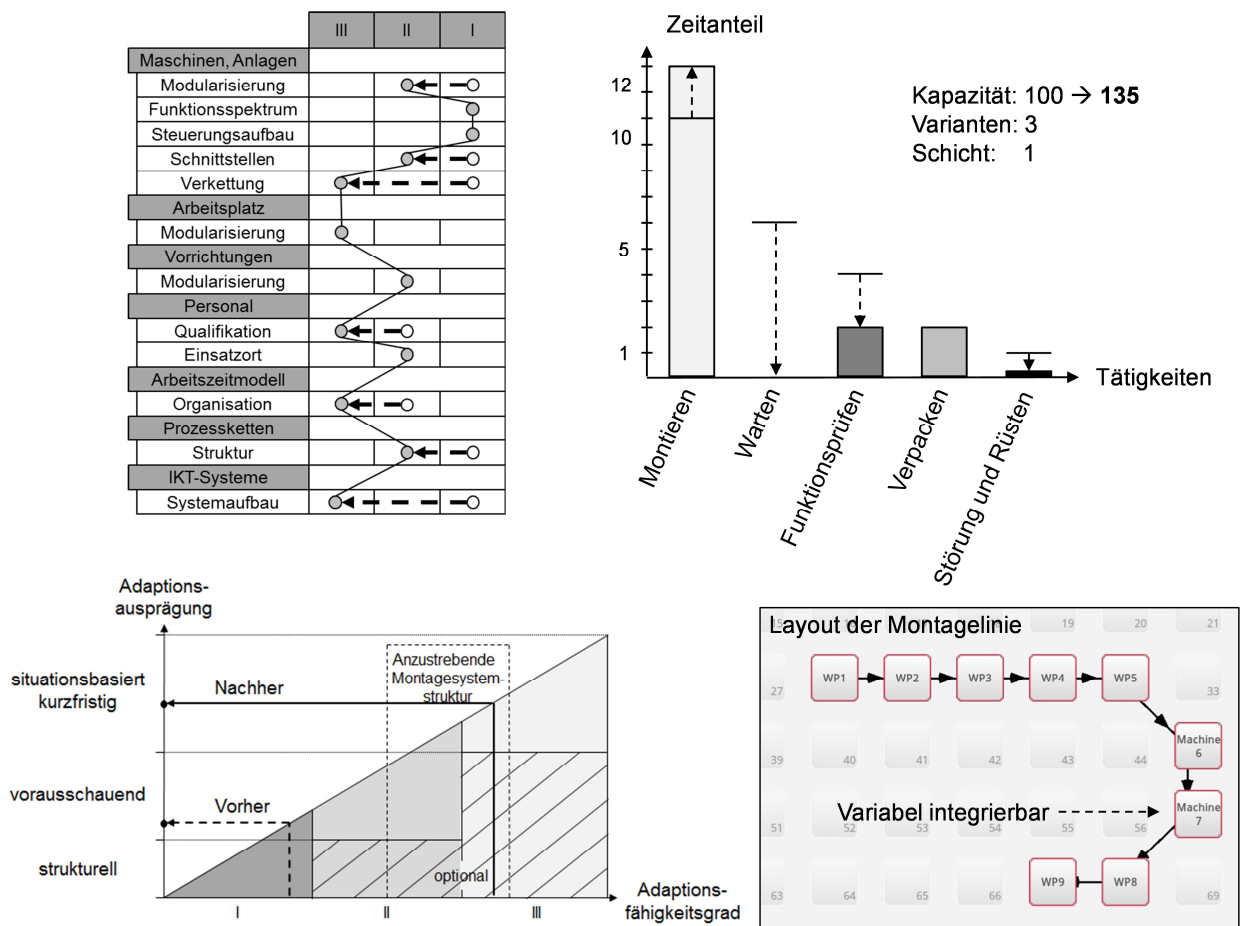 III II I
Maschinen, Anlagen
Modularisierung
Funktionsspektrum
Steuerungsaufbau
Schnittstellen
Verkettung
Arbeitsplatz
Modularisierung
Vorrichtungen
Modularisierung
Personal
Qualifikation
Einsatzort
Arbeitszeitmodell
Organisation
Prozessketten
Struktur
IKT-Systeme
Systemaufbau
Zeitanteil
12
10
5
1
Kapazität: 100 → 135
Varianten: 3
Schicht: 1
Tätigkeiten
Montieren
Warten
Funktionsprüfen
Verpacken
Störung und Rüsten
Adaptions-
ausprägung
situationsbasiert
kurzfristig
vorausschauend
strukturell
Nachher
Vorher
Anzustrebende
Montagesystem-
struktur
optional
I II III
Adaptions-
fähigkeitsgrad
Layout der Montagelinie
15 19 20 21
27 WP1 WP2 WP3 WP4 WP5 33
39 40 41 42 43 44 Machine
6
Variabel integrierbar
51 52 53 54 55 56 Machine
7
63 64 65 66 WP9 WP8 69